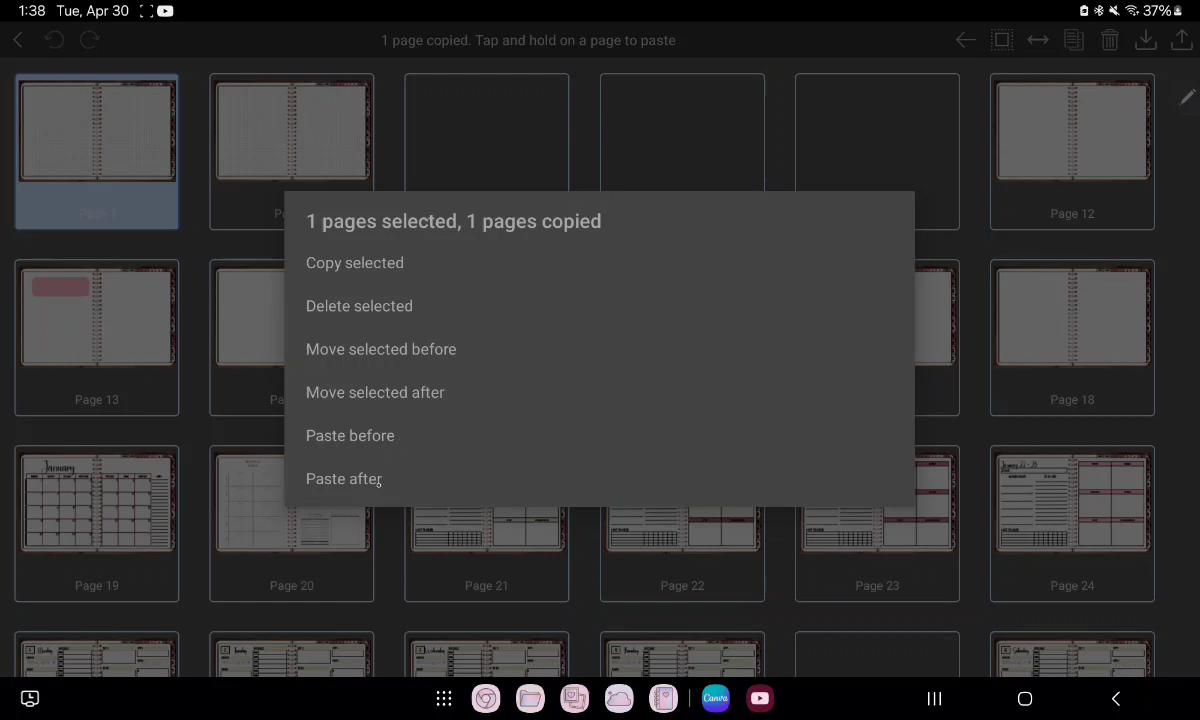 1:38 Tue, Apr 30
37%
1 page copied. Tap and hold on a page to paste
Page 12
1 pages selected, 1 pages copied
Copy selected
Delete selected
Move selected before
Move selected after
Paste before
Paste after
Page 13
Page 18
January
Page 19
Page 20
Page 21
Page 22
Page 23
Page 24
Canva